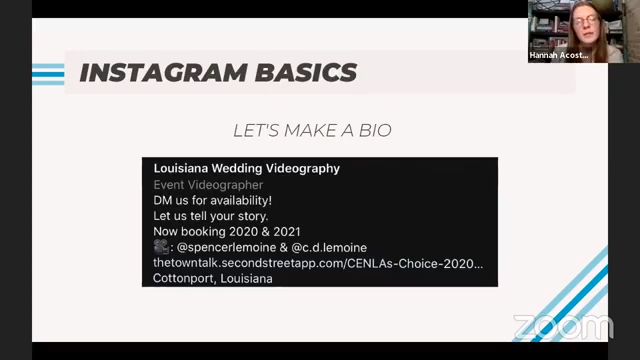 Hannah Acost...
INSTAGRAM BASICS
LET'S MAKE A BIO
Louisiana Wedding Videography
Event Videographer
DM us for availability!
Let us tell your story.
Now booking 2020 & 2021
🎥: @spencerlemoine & @c.d.lemoine
thetowntalk.secondstreetapp.com/CENLAs-Choice-2020...
Cottonport, Louisiana
zoom